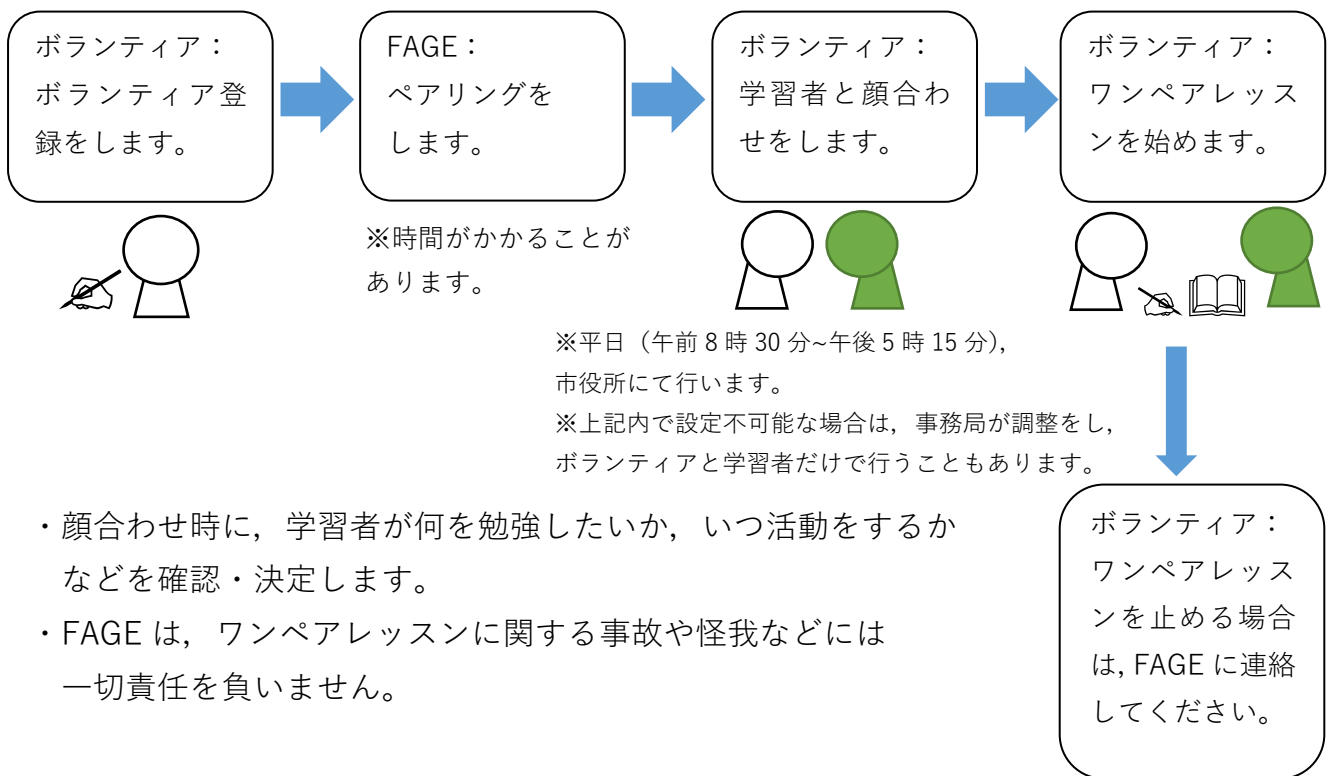 ボランティア：
ボランティア登
録をします。
FAGE：
ペアリングを
します。
ボランティア：
学習者と顔合わ
せをします。
ボランティア：
ワンペアレッス
ンを始めます。
※時間がかかることが
あります。
※平日（午前 8 時 30 分~午後 5 時 15 分），
市役所にて行います。
※上記内で設定不可能な場合は，事務局が調整をし，
ボランティアと学習者だけで行うこともあります。
・顔合わせ時に，学習者が何を勉強したいか，いつ活動をするか
などを確認・決定します。
・FAGE は，ワンペアレッスンに関する事故や怪我などには
一切責任を負いません。
ボランティア：
ワンペアレッス
ンを止める場合
は, FAGE に連絡
してください。